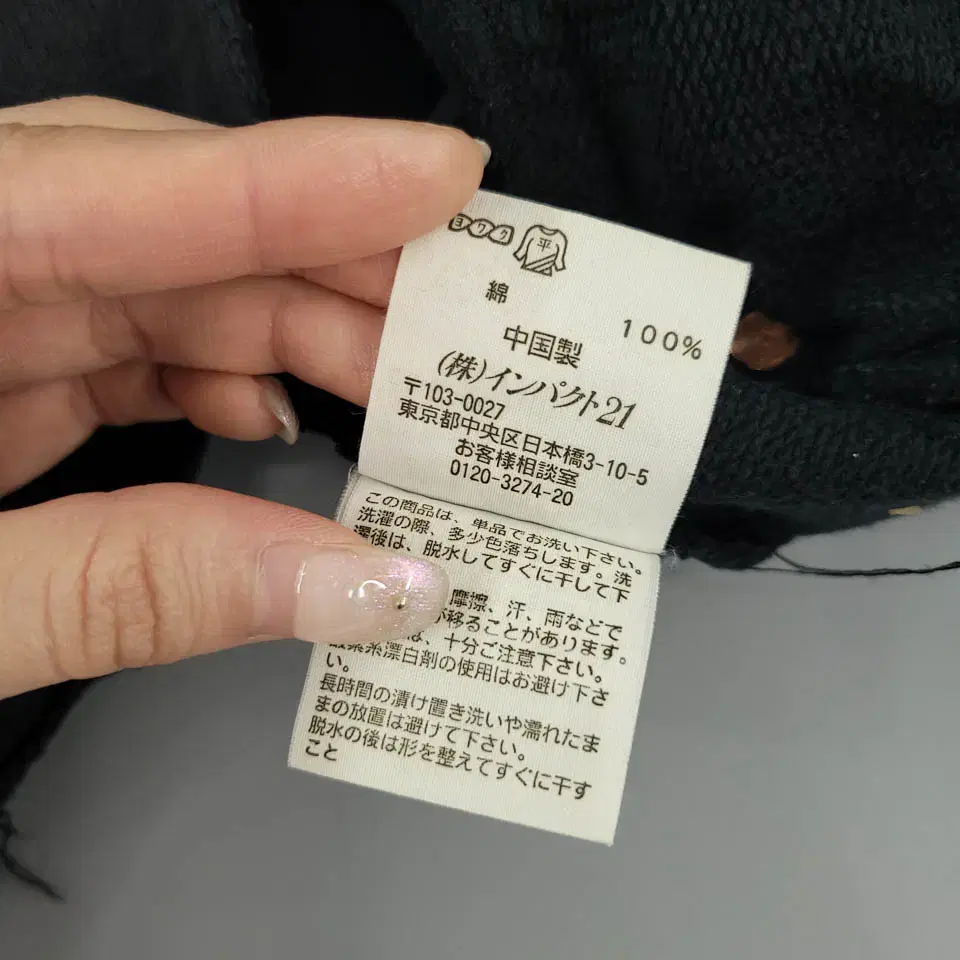 ヨワク
平
綿
100%
中国製
(株)インパクト21
〒103-0027
東京都中央区日本橋3-10-5
お客様相談室
0120-3274-20
この商品は、単品でお洗い下さい。
洗濯の際、多少色落ちします。洗
濯後は、脱水してすぐに干して下
摩擦、汗、雨などで
移ることがあります。
十分ご注意下さい。
漂白剤の使用はお避け下さ
い。
長時間の漬け置き洗いや濡れたま
まの放置は避けて下さい。
脱水の後は形を整えてすぐに干す
こと